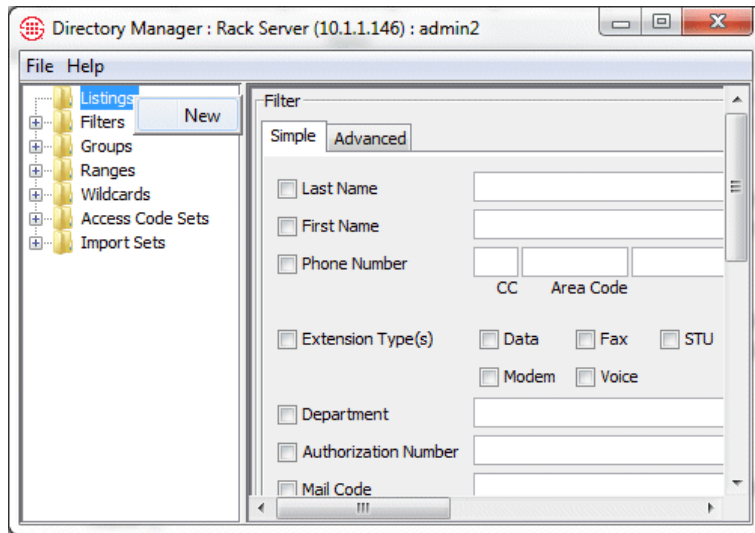 Directory Manager : Rack Server (10.1.1.146) : admin2
File Help
Listings
New
Filters
Groups
Ranges
Wildcards
Access Code Sets
Import Sets
Filter
Simple Advanced
Last Name
First Name
Phone Number
CC Area Code
Extension Type(s) Data Fax STU
Modem Voice
Department
Authorization Number
Mail Code